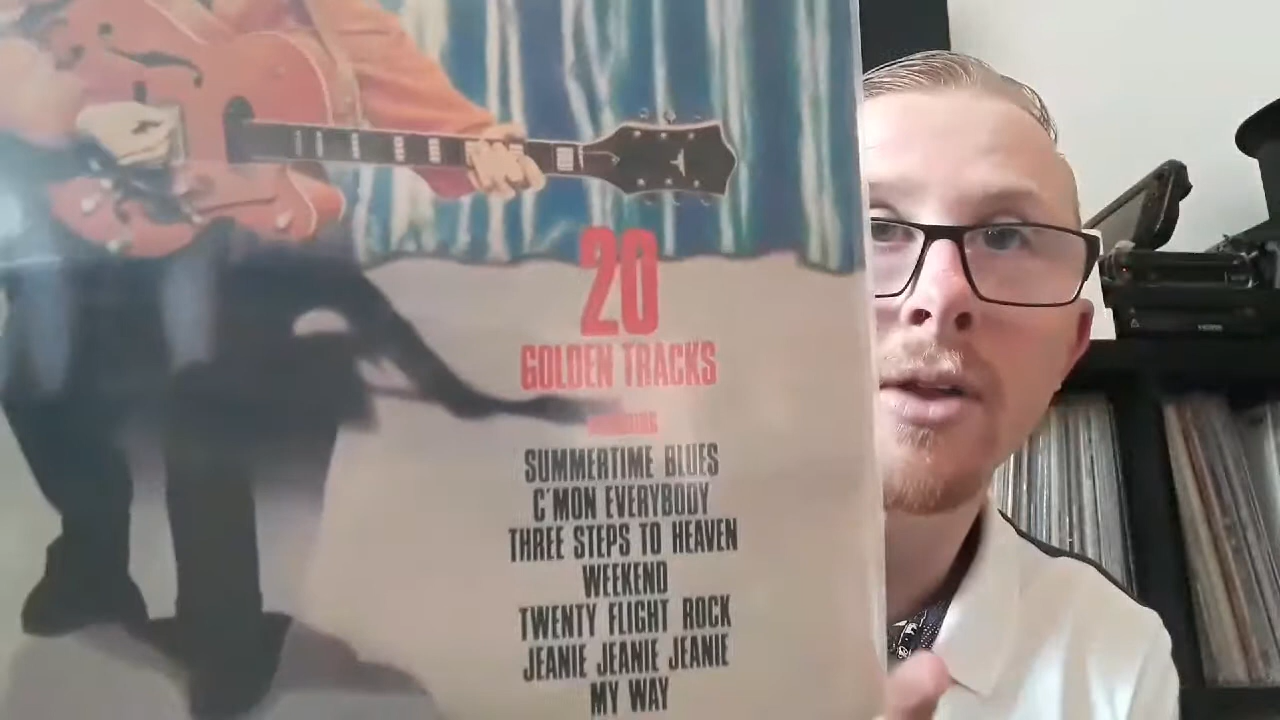 20
GOLDEN TRACKS
SUMMERTIME BLUES
C'MON EVERYBODY
THREE STEPS TO HEAVEN
WEEKEND
TWENTY FLIGHT ROCK
JEANIE JEANIE JEANIE
MY WAY